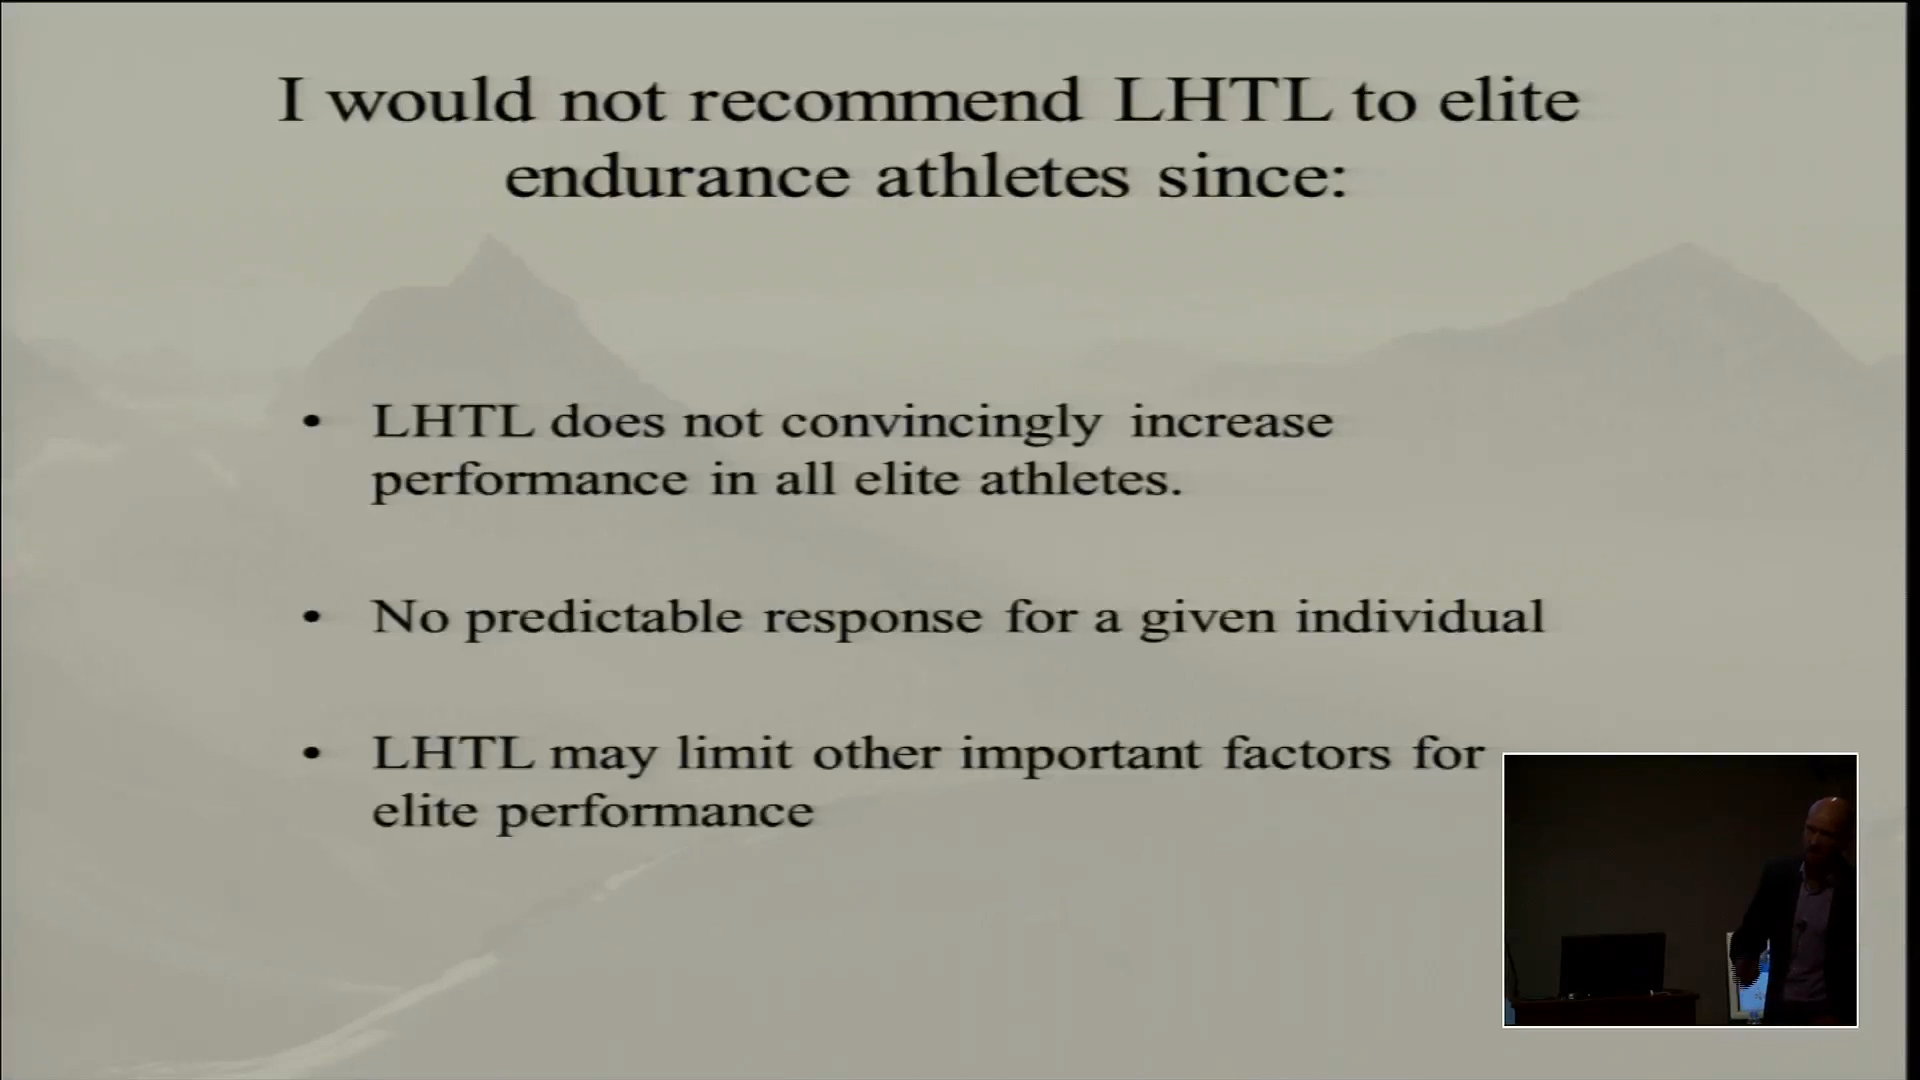 I would not recommend LHTL to elite
endurance athletes since:
• LHTL does not convincingly increase
performance in all elite athletes.
• No predictable response for a given individual
• LHTL may limit other important factors for
elite performance